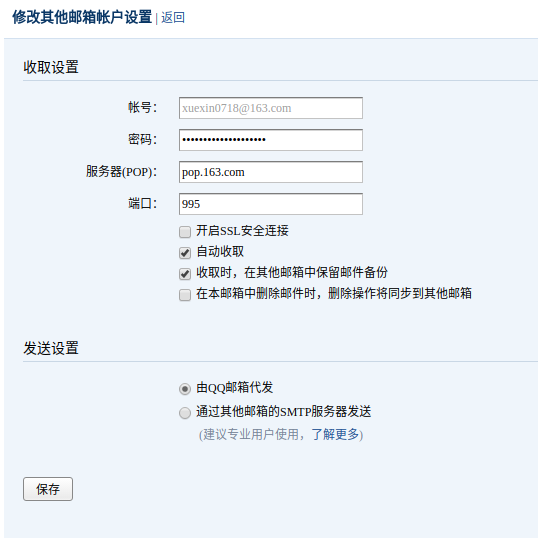 修改其他邮箱帐户设置 | 返回
收取设置
帐号： xuexin0718@163.com
密码： ••••••••••••••••••••
服务器(POP)： pop.163.com
端口： 995
开启SSL安全连接
自动收取
收取时，在其他邮箱中保留邮件备份
在本邮箱中删除邮件时，删除操作将同步到其他邮箱
发送设置
由QQ邮箱代发
通过其他邮箱的SMTP服务器发送
(建议专业用户使用，了解更多)
保存